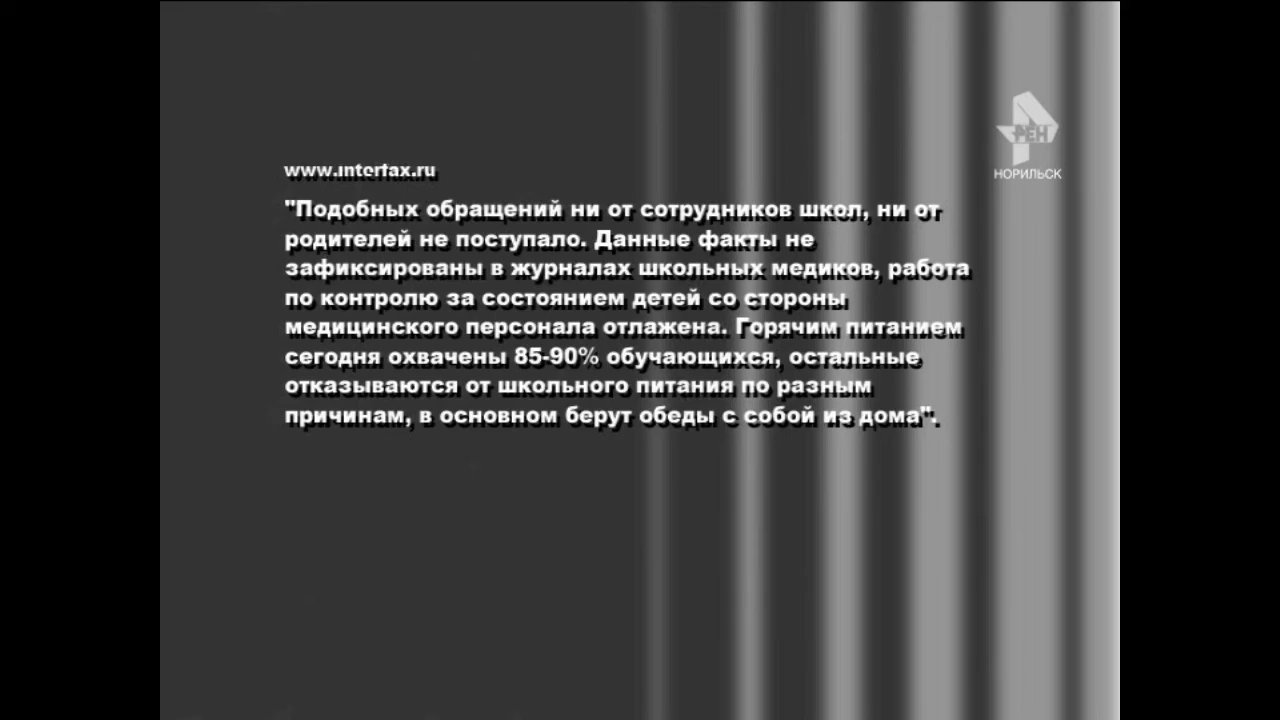 РЕН
НОРИЛЬСК
www.interfax.ru
"Подобных обращений ни от сотрудников школ, ни от
родителей не поступало. Данные факты не
зафиксированы в журналах школьных медиков, работа
по контролю за состоянием детей со стороны
медицинского персонала отлажена. Горячим питанием
сегодня охвачены 85-90% обучающихся, остальные
отказываются от школьного питания по разным
причинам, в основном берут обеды с собой из дома".